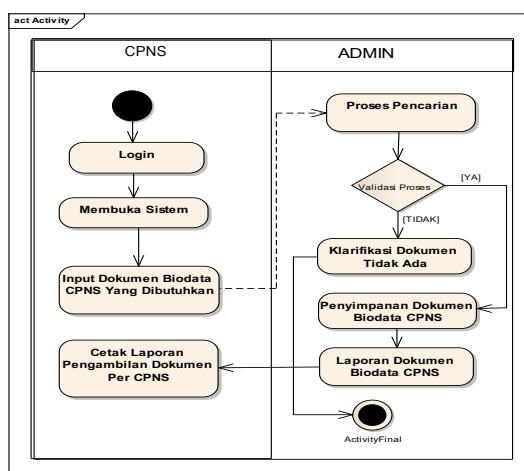 act Activity
CPNS
ADMIN
Login
Membuka Sistem
Input Dokumen Biodata
CPNS Yang Dibutuhkan
Cetak Laporan
Pengambilan Dokumen
Per CPNS
Proses Pencarian
Validasi Proses
[YA]
[TIDAK]
Klarifikasi Dokumen
Tidak Ada
Penyimpanan Dokumen
Biodata CPNS
Laporan Dokumen
Biodata CPNS
ActivityFinal